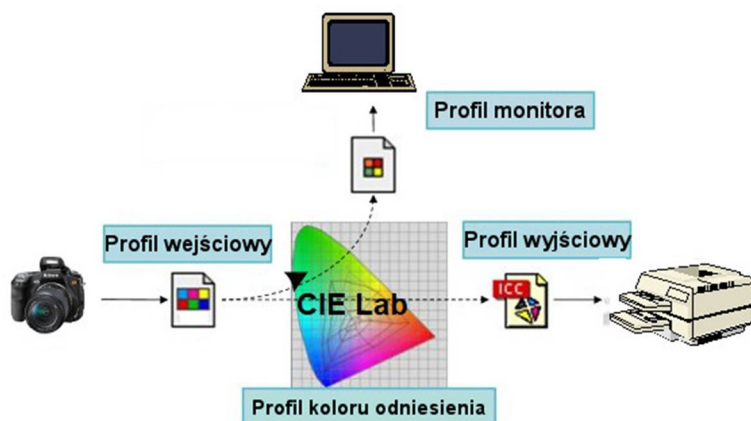 Profil monitora
Profil wejściowy
Profil wyjściowy
ICC
CIE Lab
Profil koloru odniesienia